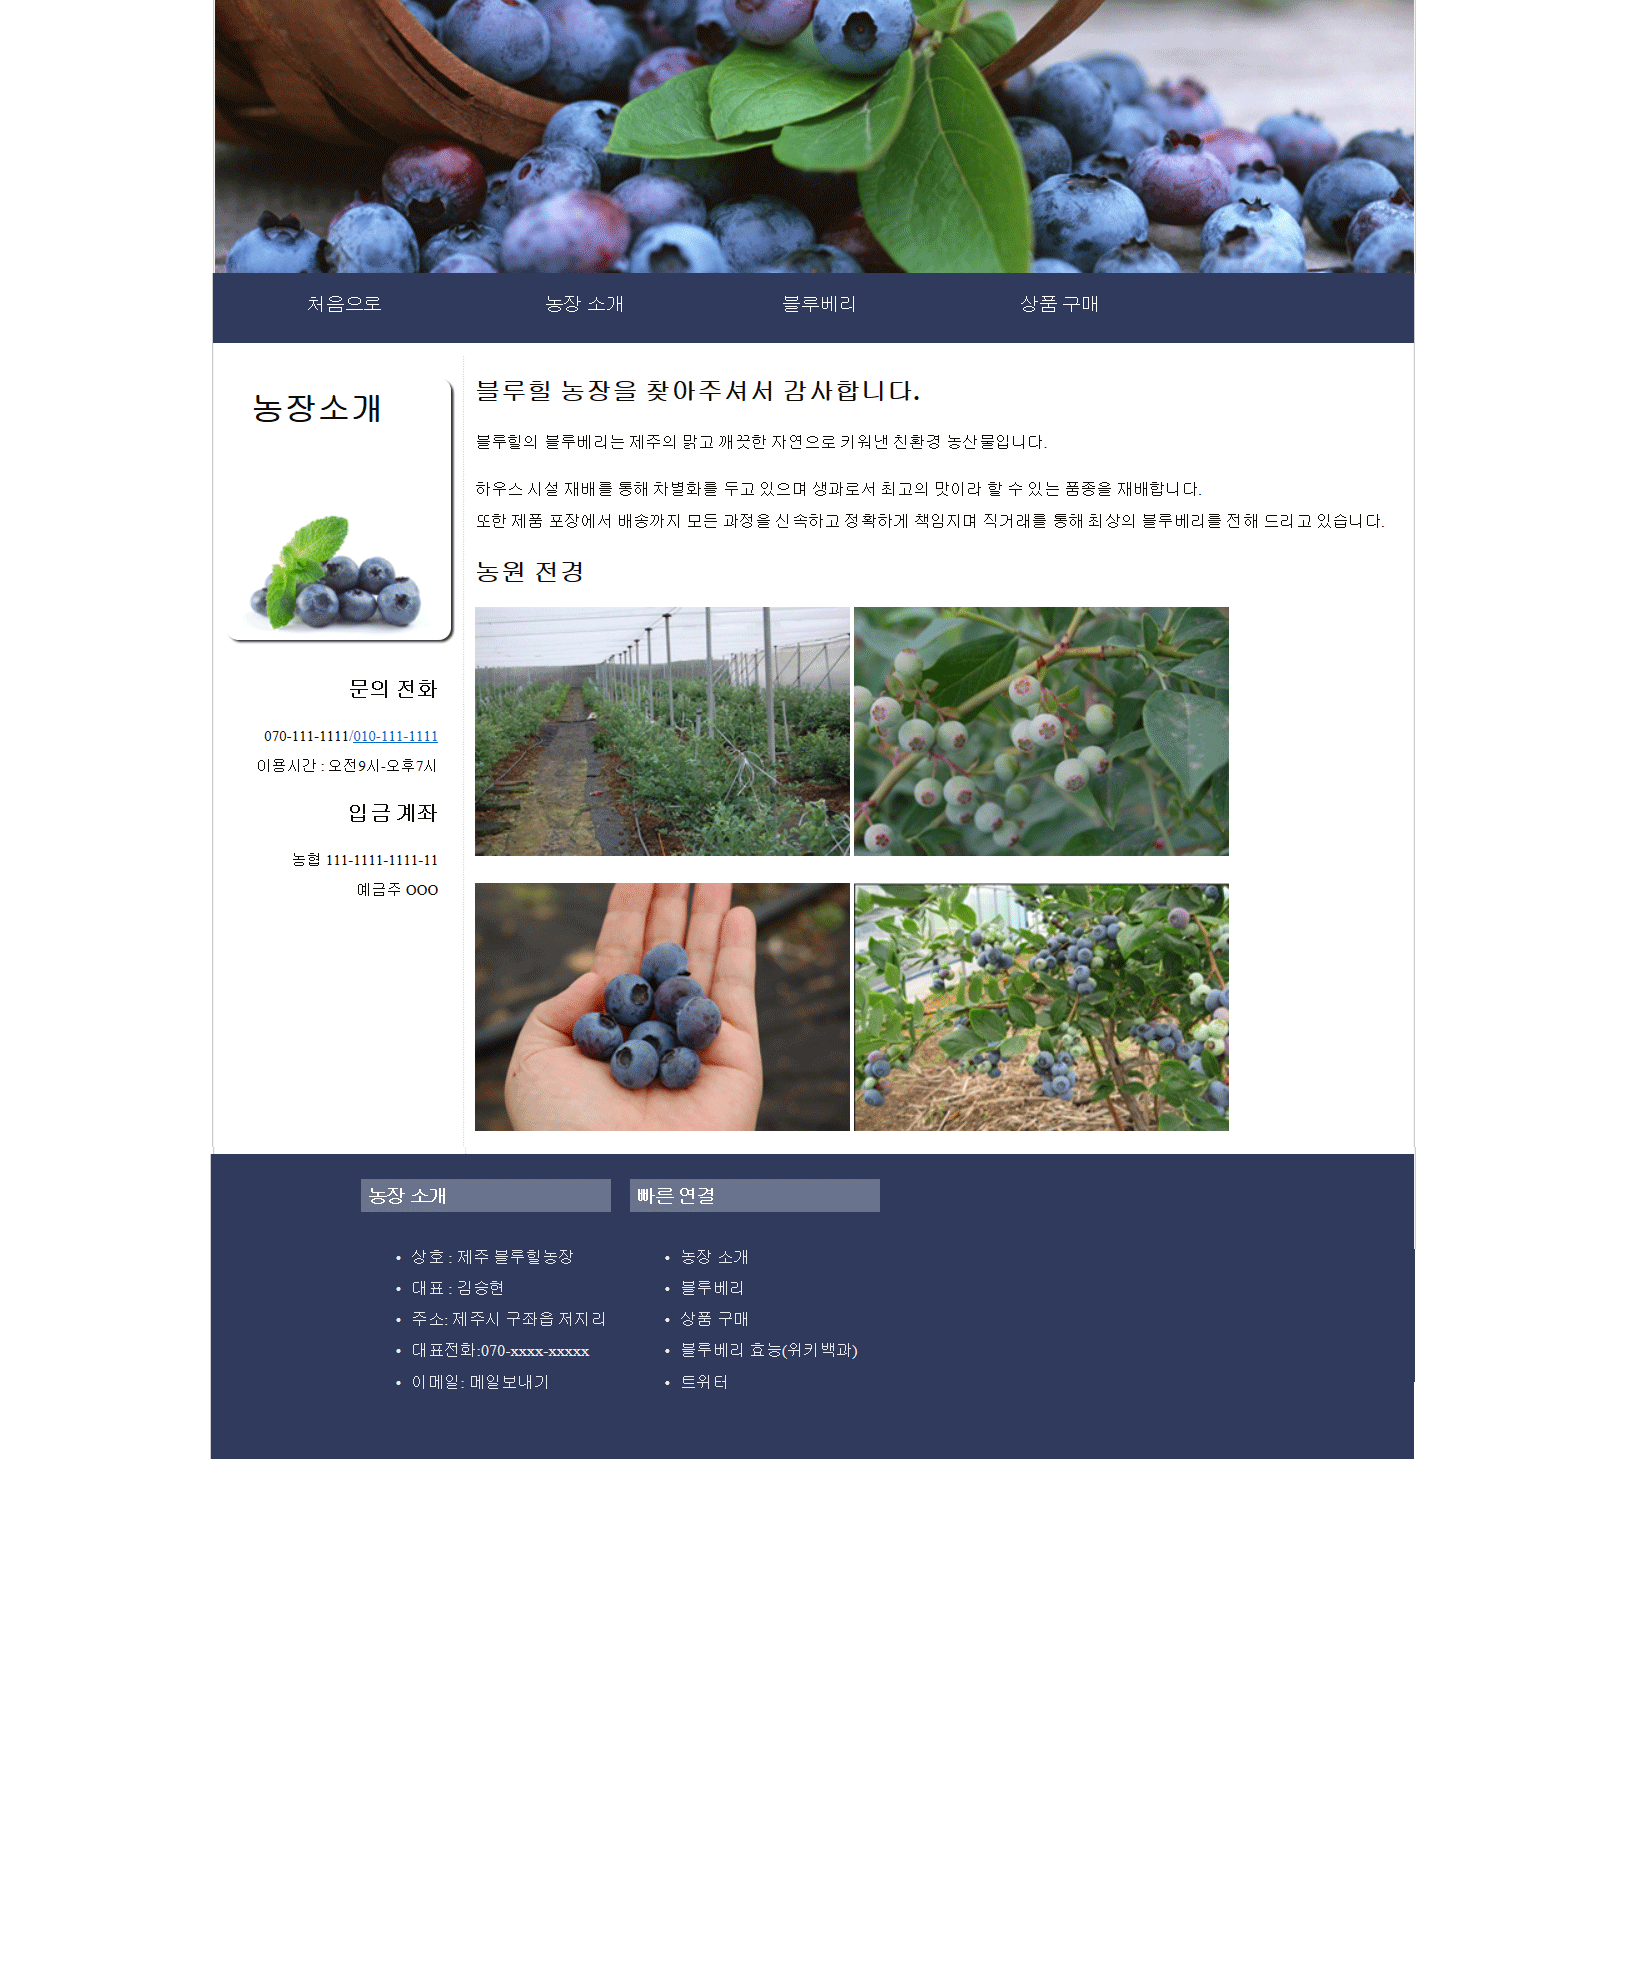 처음으로
농장 소개
블루베리
상품 구매
농장소개
문의 전화
070-111-1111/010-111-1111
이용시간 : 오전9시-오후7시
입금 계좌
농협 111-1111-1111-11
예금주 OOO
블루힐 농장을 찾아주셔서 감사합니다.
블루힐의 블루베리는 제주의 맑고 깨끗한 자연으로 키워낸 친환경 농산물입니다.
하우스 시설 재배를 통해 차별화를 두고 있으며 생과로서 최고의 맛이라 할 수 있는 품종을 재배합니다.
또한 제품 포장에서 배송까지 모든 과정을 신속하고 정확하게 책임지며 직거래를 통해 최상의 블루베리를 전해 드리고 있습니다.
농원 전경
농장 소개
• 상호 : 제주 블루힐농장
• 대표 : 김승현
• 주소: 제주시 구좌읍 저지리
• 대표전화:070-xxxx-xxxxx
• 이메일: 메일보내기
빠른 연결
• 농장 소개
• 블루베리
• 상품 구매
• 블루베리 효능(위키백과)
• 트위터